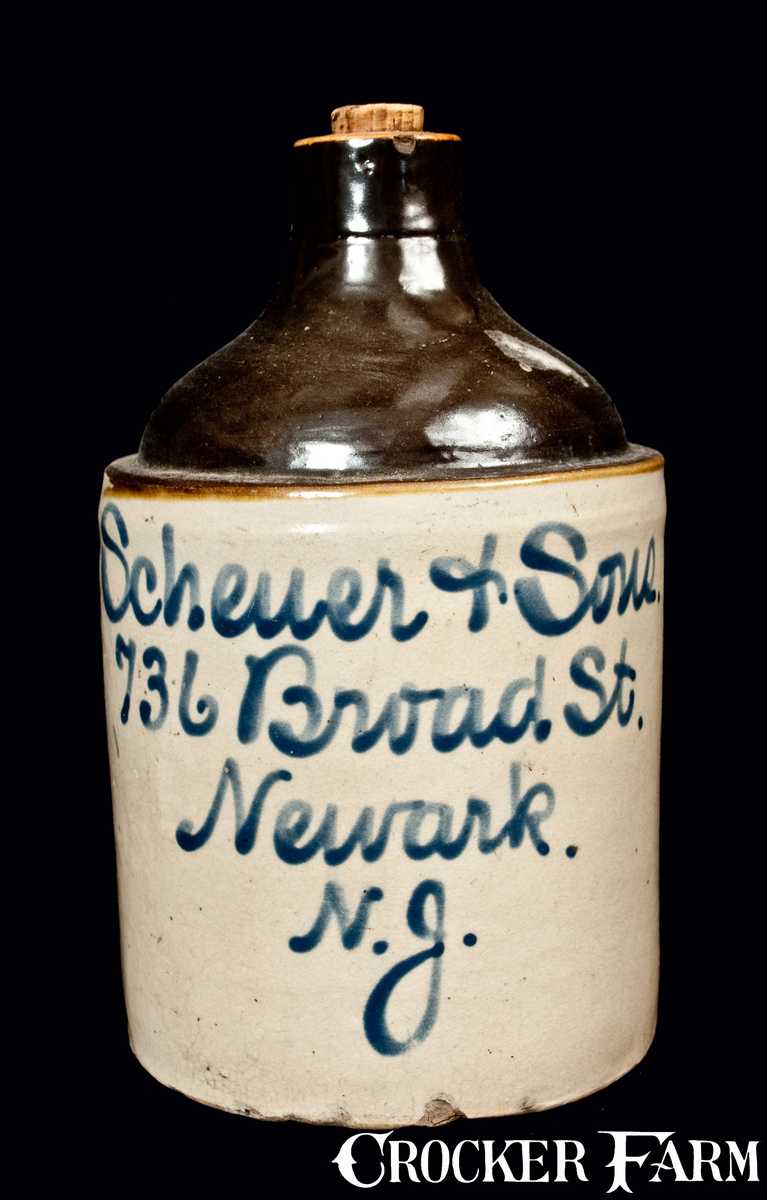 Scheuer & Sons.
736 Broad St.
Newark.
N.J.
CROCKER FARM